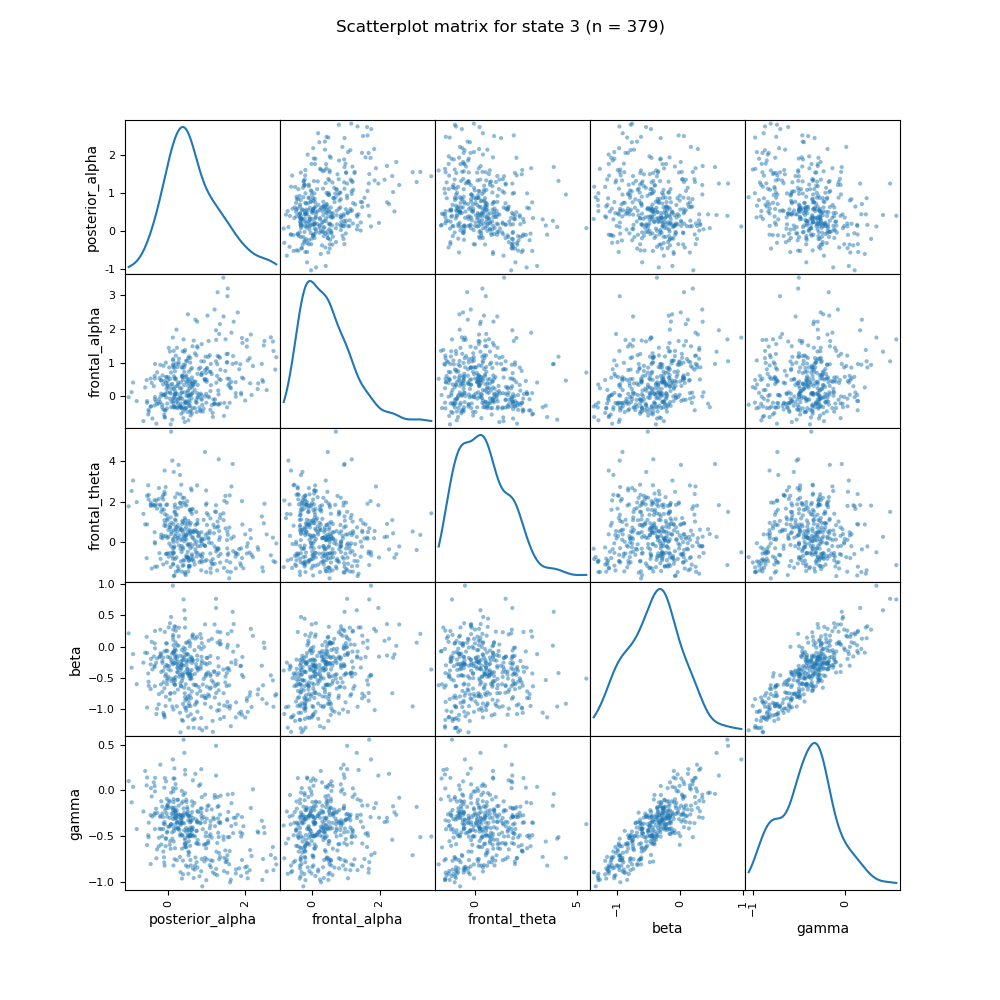 Scatterplot matrix for state 3 (n = 379)
posterior_alpha
2
1
0
−1
frontal_alpha
3
2
1
0
frontal_theta
4
2
0
beta
1.0
0.5
0.0
−0.5
−1.0
gamma
0.5
0.0
−0.5
−1.0
0 2 0 2 0 5 −1 0 1 −1 0
posterior_alpha frontal_alpha frontal_theta beta gamma